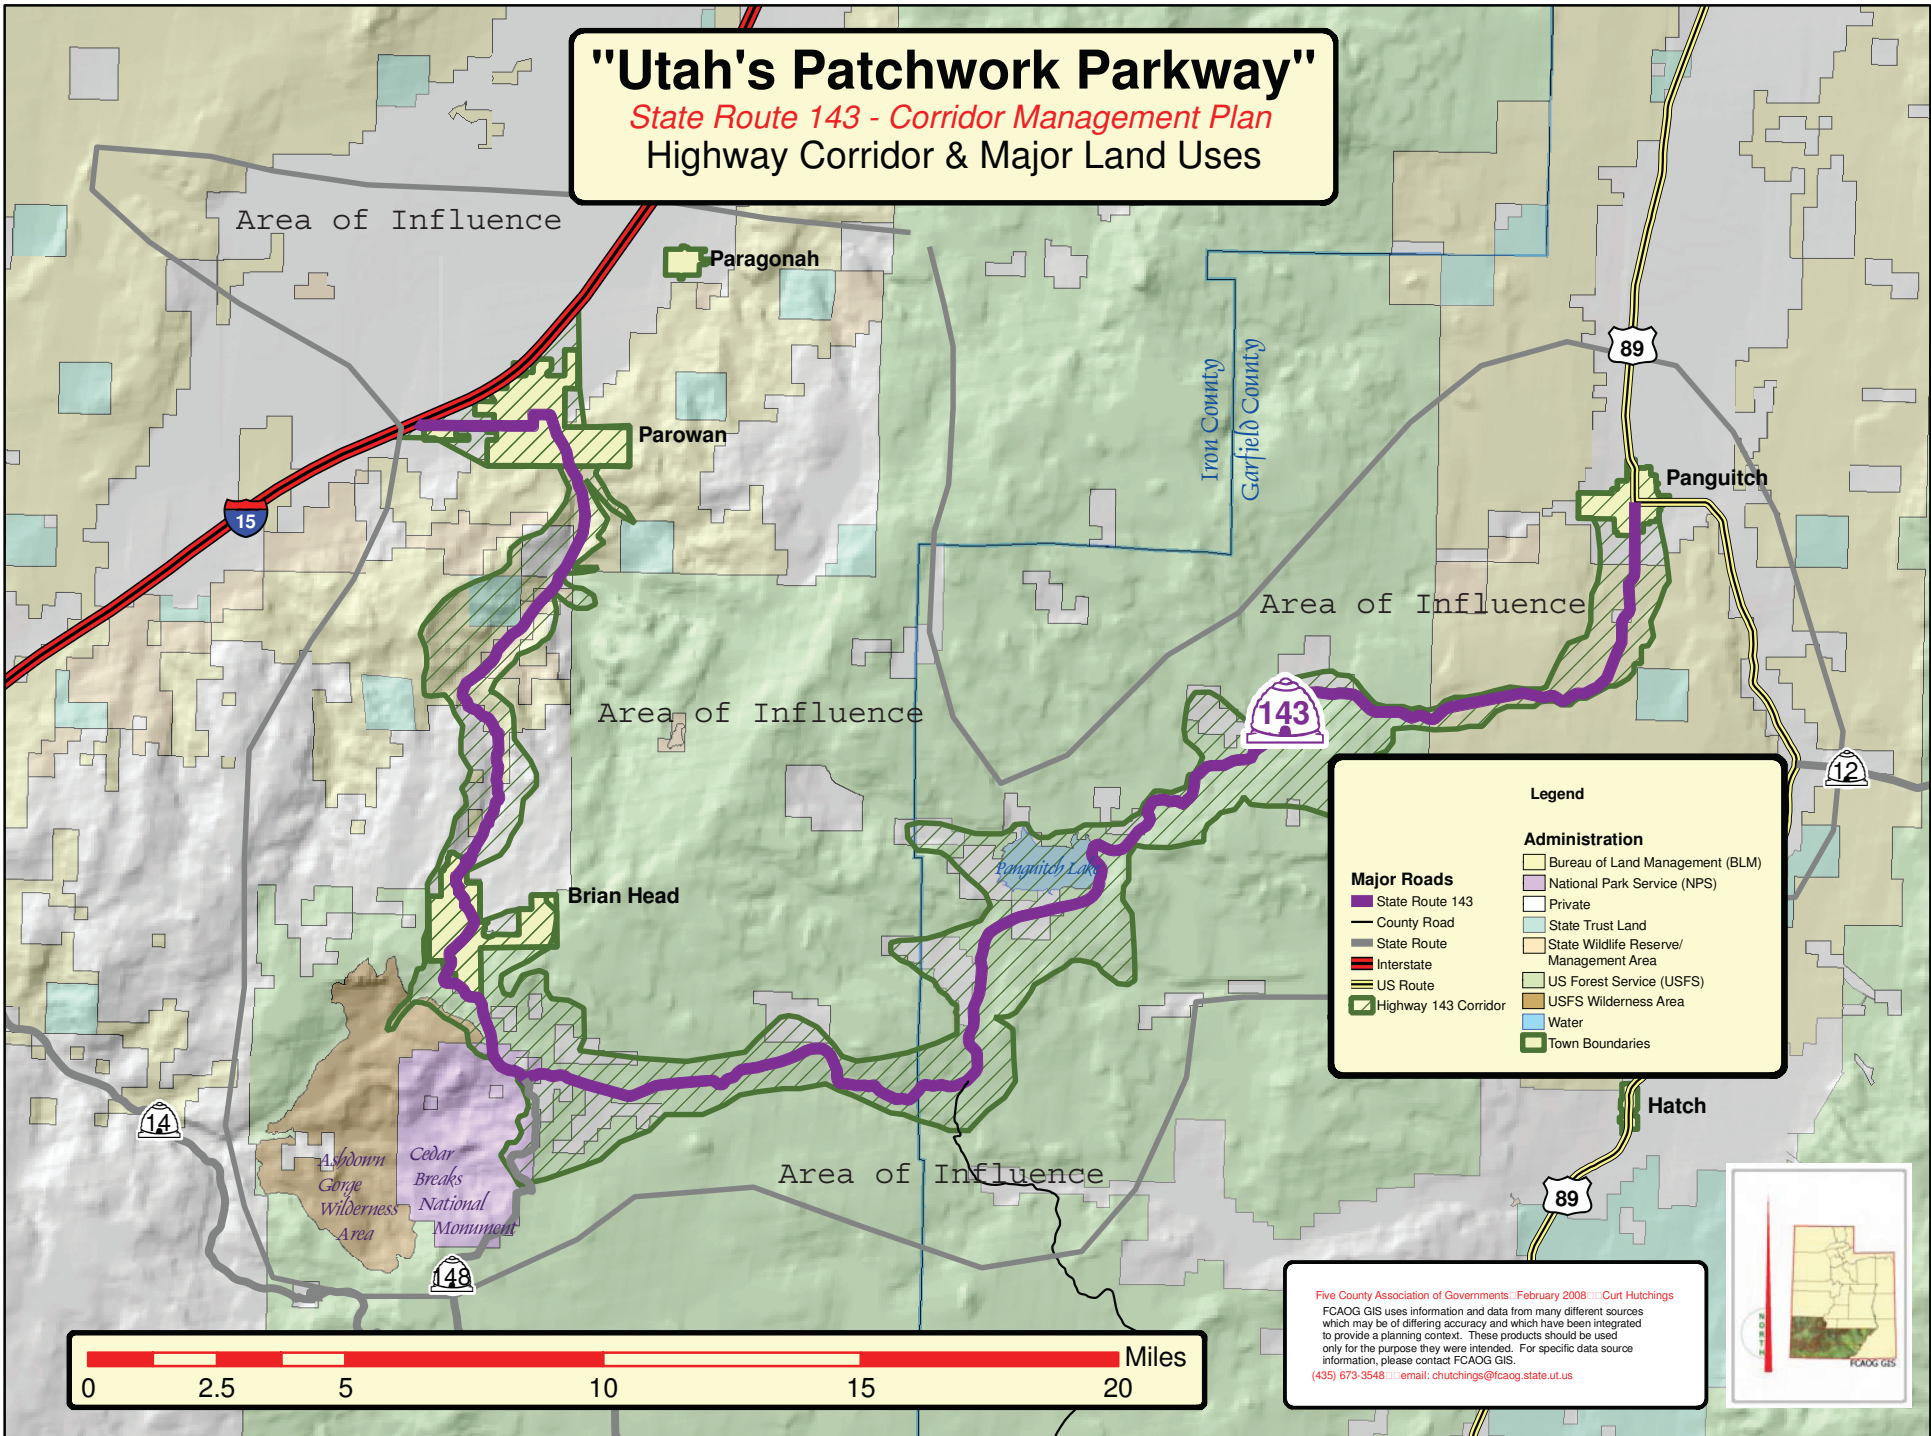 "Utah's Patchwork Parkway"
State Route 143 - Corridor Management Plan
Highway Corridor & Major Land Uses
Area of Influence
Paragonah
89
Iron County
Garfield County
Parowan
Panguitch
15
Area of Influence
Area of Influence
143
12
Panguitch Lake
Brian Head
Legend
Major Roads
State Route 143
County Road
State Route
Interstate
US Route
Highway 143 Corridor
Administration
Bureau of Land Management (BLM)
National Park Service (NPS)
Private
State Trust Land
State Wildlife Reserve/
Management Area
US Forest Service (USFS)
USFS Wilderness Area
Water
Town Boundaries
Hatch
14
Ashdown
Gorge
Wilderness
Area
Cedar
Breaks
National
Monument
Area of Influence
89
148
Five County Association of Governments February 2008 Curt Hutchings
FCAOG GIS uses information and data from many different sources
which may be of differing accuracy and which have been integrated
to provide a planning context. These products should be used
only for the purpose they were intended. For specific data source
information, please contact FCAOG GIS.
(435) 673-3548 email: chutchings@fcaog.state.ut.us
NORTH
FCAOG GIS
Miles
0 2.5 5 10 15 20